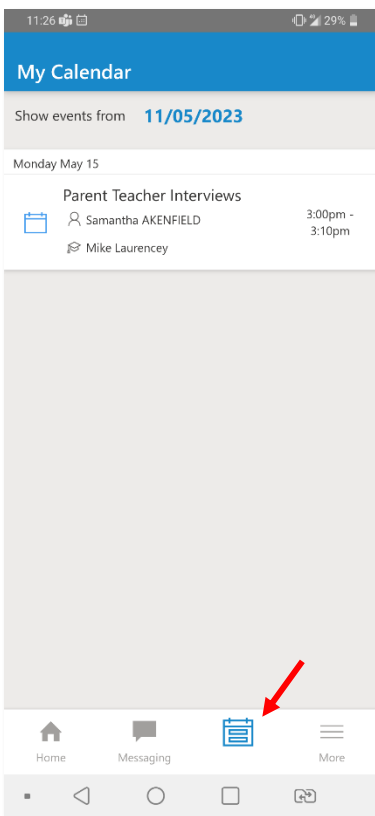 11:26 29%
My Calendar
Show events from 11/05/2023
Monday May 15
Parent Teacher Interviews
Samantha AKENFIELD
3:00pm -
3:10pm
Mike Laurencey
Home Messaging More